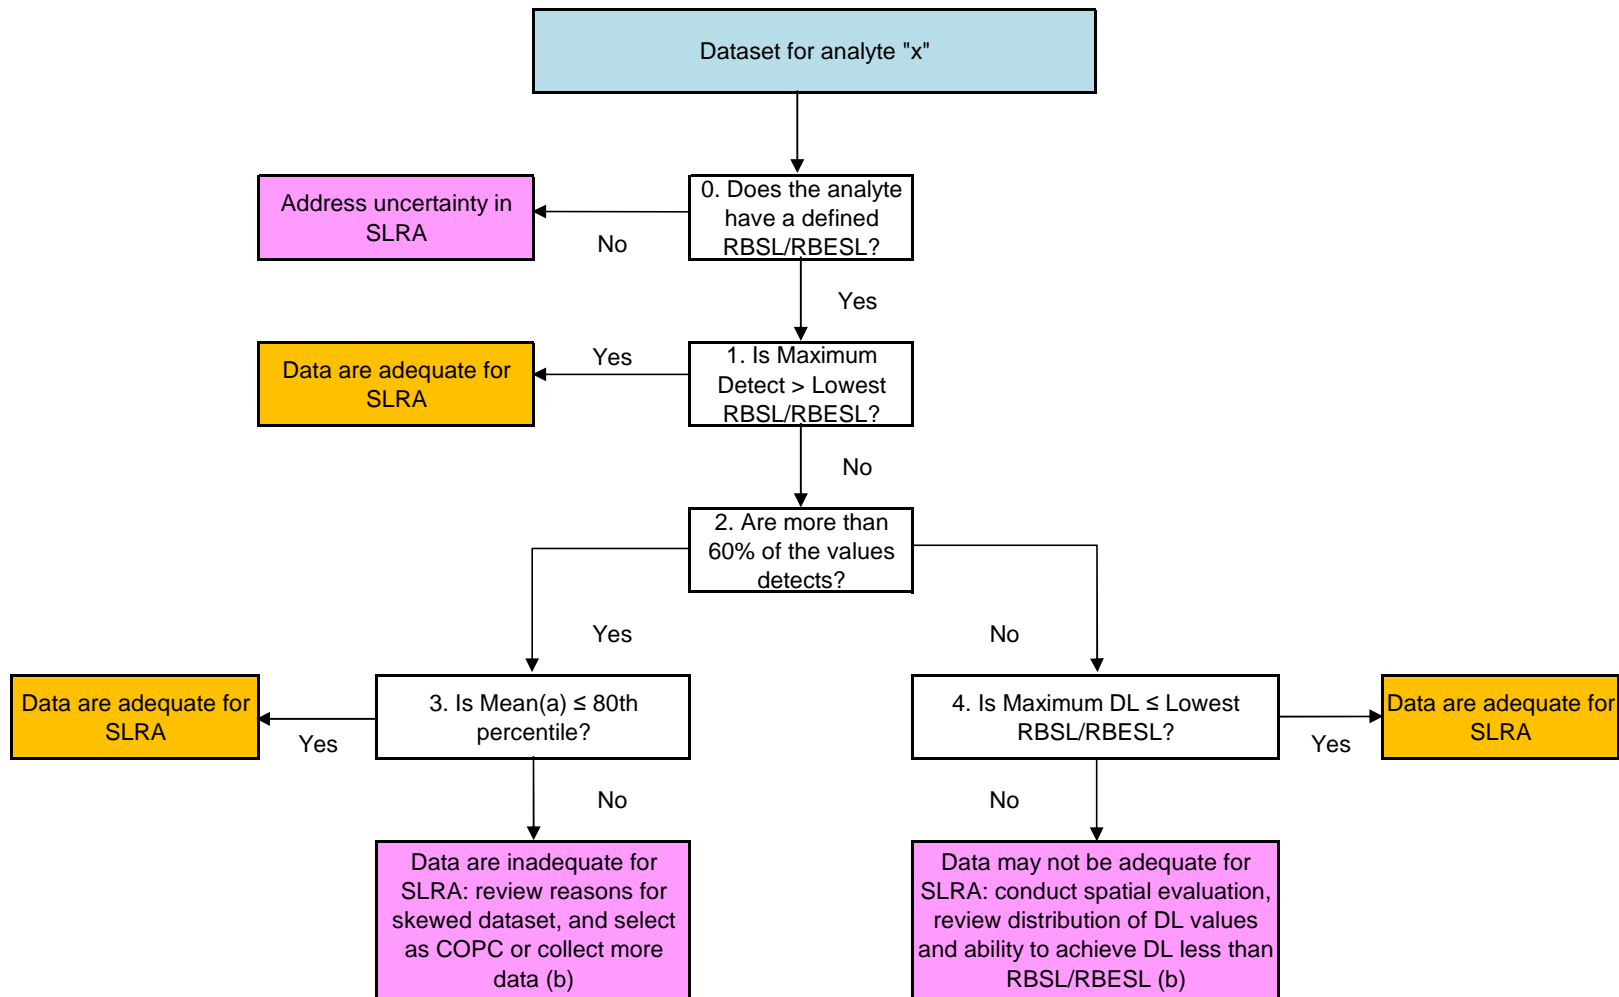 Dataset for analyte "x"
0. Does the analyte
have a defined
RBSL/RBESL?
Address uncertainty in
SLRA
No
Yes
1. Is Maximum
Detect > Lowest
RBSL/RBESL?
Yes
Data are adequate for
SLRA
No
2. Are more than
60% of the values
detects?
Yes
No
Data are adequate for
SLRA
Yes
3. Is Mean(a) ≤ 80th
percentile?
4. Is Maximum DL ≤ Lowest
RBSL/RBESL?
Yes
Data are adequate for
SLRA
No
No
Data are inadequate for
SLRA: review reasons for
skewed dataset, and select
as COPC or collect more
data (b)
Data may not be adequate for
SLRA: conduct spatial evaluation,
review distribution of DL values
and ability to achieve DL less than
RBSL/RBESL (b)